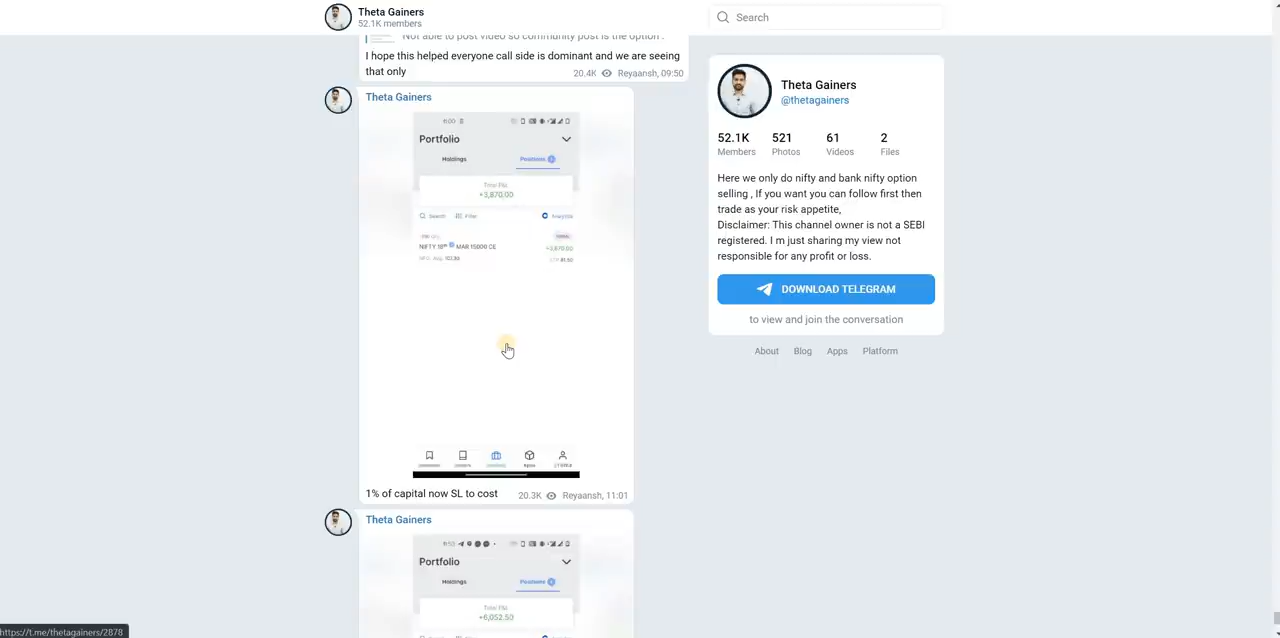 Theta Gainers
52.1K members
Search
Not able to post video so community post is the option .
I hope this helped everyone call side is dominant and we are seeing
that only
20.4K Reyaansh, 09:50
Theta Gainers
11:00
Portfolio
Holdings Positions
Total P&L
+3,870.00
Search Filter Analytics
NIFTY 10th MAR 15800 CE +3,870.00
1% of capital now SL to cost
20.3K Reyaansh, 11:01
Theta Gainers
Portfolio
Holdings Positions
Total P&L
+6,052.50
Theta Gainers
@thetagainers
52.1K 521 61 2
Members Photos Videos Files
Here we only do nifty and bank nifty option
selling , If you want you can follow first then
trade as your risk appetite,
Disclaimer: This channel owner is not a SEBI
registered. I m just sharing my view not
responsible for any profit or loss.
DOWNLOAD TELEGRAM
to view and join the conversation
About Blog Apps Platform
https://t.me/thetagainers/2878